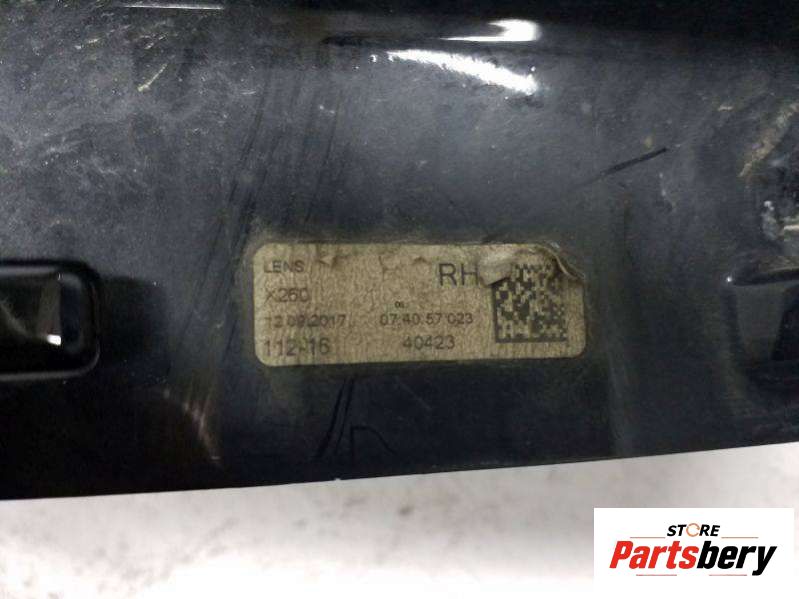 LENS RH
X260
12.09.2017 07:40:57:023
112-16 40423
STORE
Partsbery